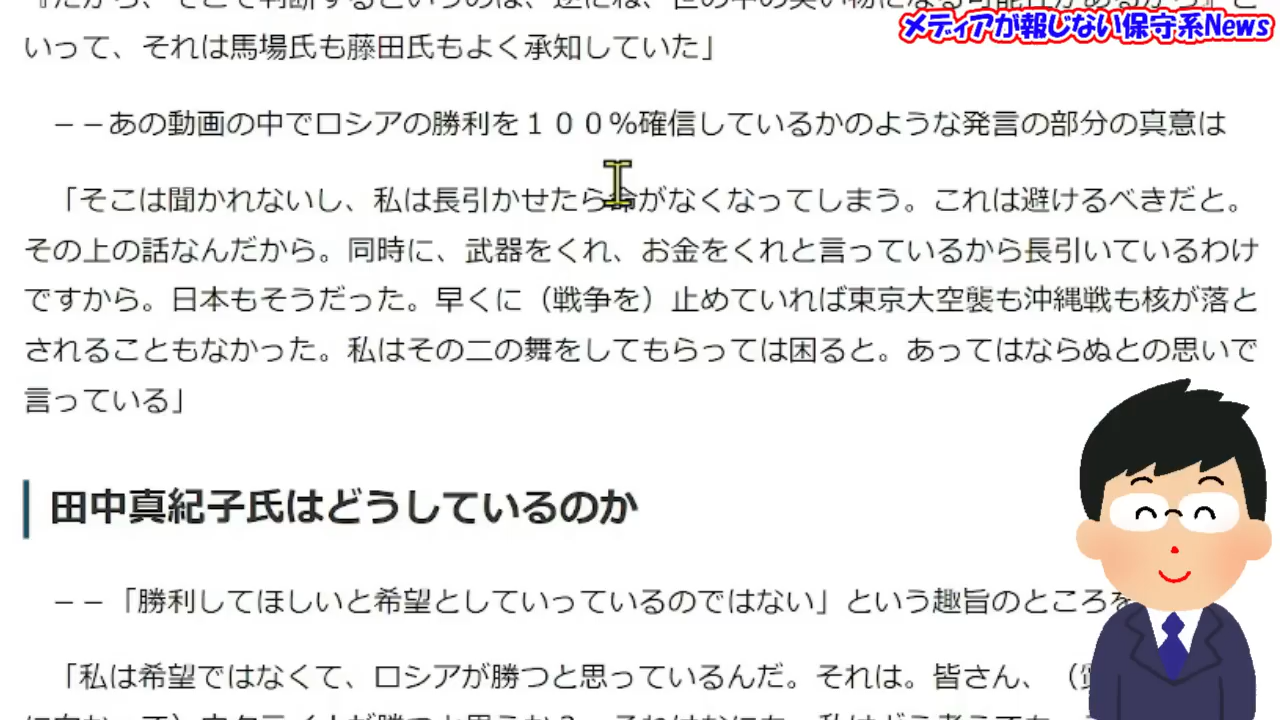 メディアが報じない保守系News
いって、それは馬場氏も藤田氏もよく承知していた」
－－あの動画の中でロシアの勝利を１００％確信しているかのような発言の部分の真意は
「そこは聞かれないし、私は長引かせたら命がなくなってしまう。これは避けるべきだと。
その上の話なんだから。同時に、武器をくれ、お金をくれと言っているから長引いているわけ
ですから。日本もそうだった。早くに（戦争を）止めていれば東京大空襲も沖縄戦も核が落と
されることもなかった。私はその二の舞をしてもらっては困ると。あってはならぬとの思いで
言っている」
田中真紀子氏はどうしているのか
－－「勝利してほしいと希望としていっているのではない」という趣旨のところを
「私は希望ではなくて、ロシアが勝つと思っているんだ。それは。皆さん、（